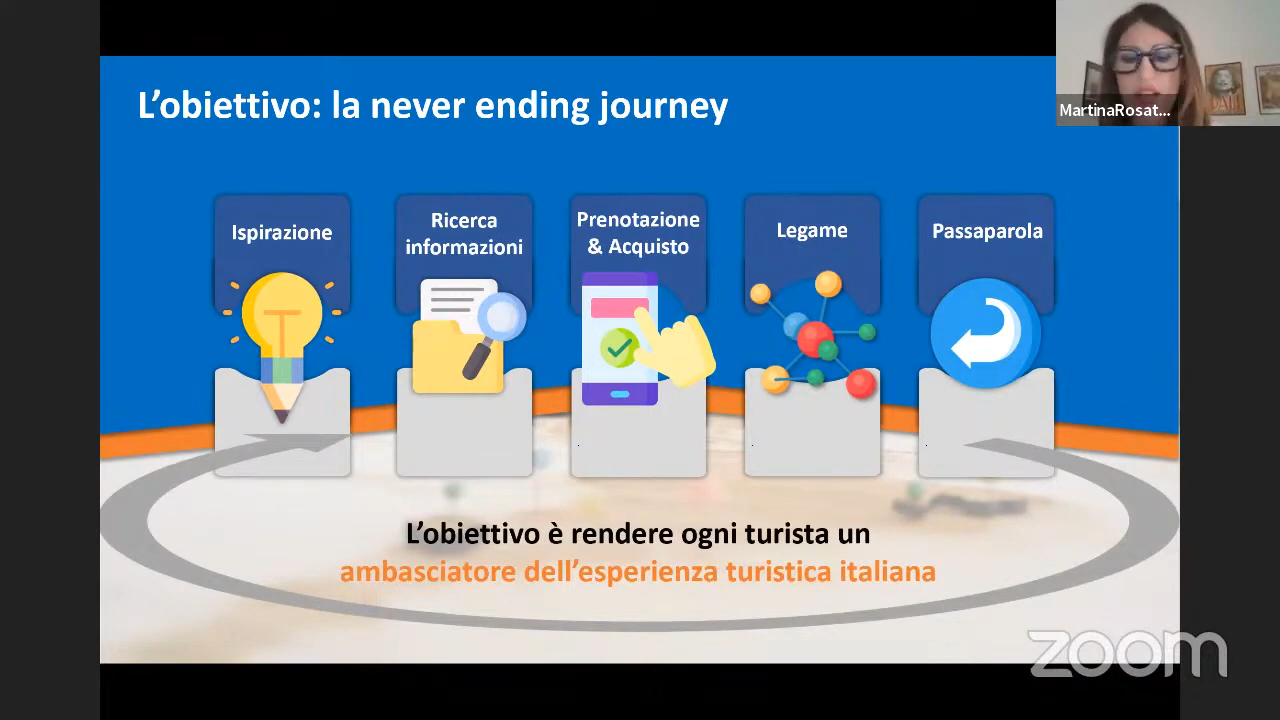 L'obiettivo: la never ending journey
MartinaRosat...
Ispirazione
Ricerca
informazioni
Prenotazione
& Acquisto
Legame
Passaparola
L'obiettivo è rendere ogni turista un
ambasciatore dell'esperienza turistica italiana
zoom